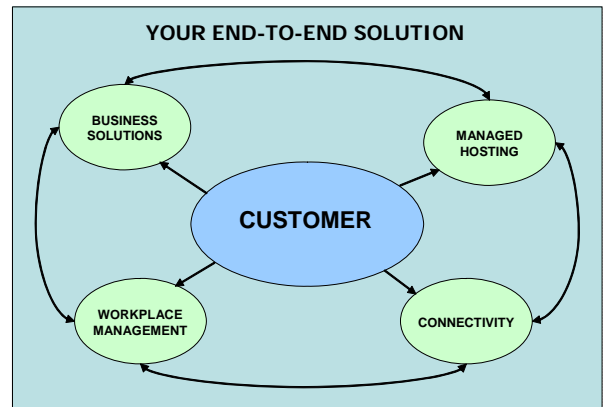 YOUR END-TO-END SOLUTION
BUSINESS
SOLUTIONS
MANAGED
HOSTING
CUSTOMER
WORKPLACE
MANAGEMENT
CONNECTIVITY